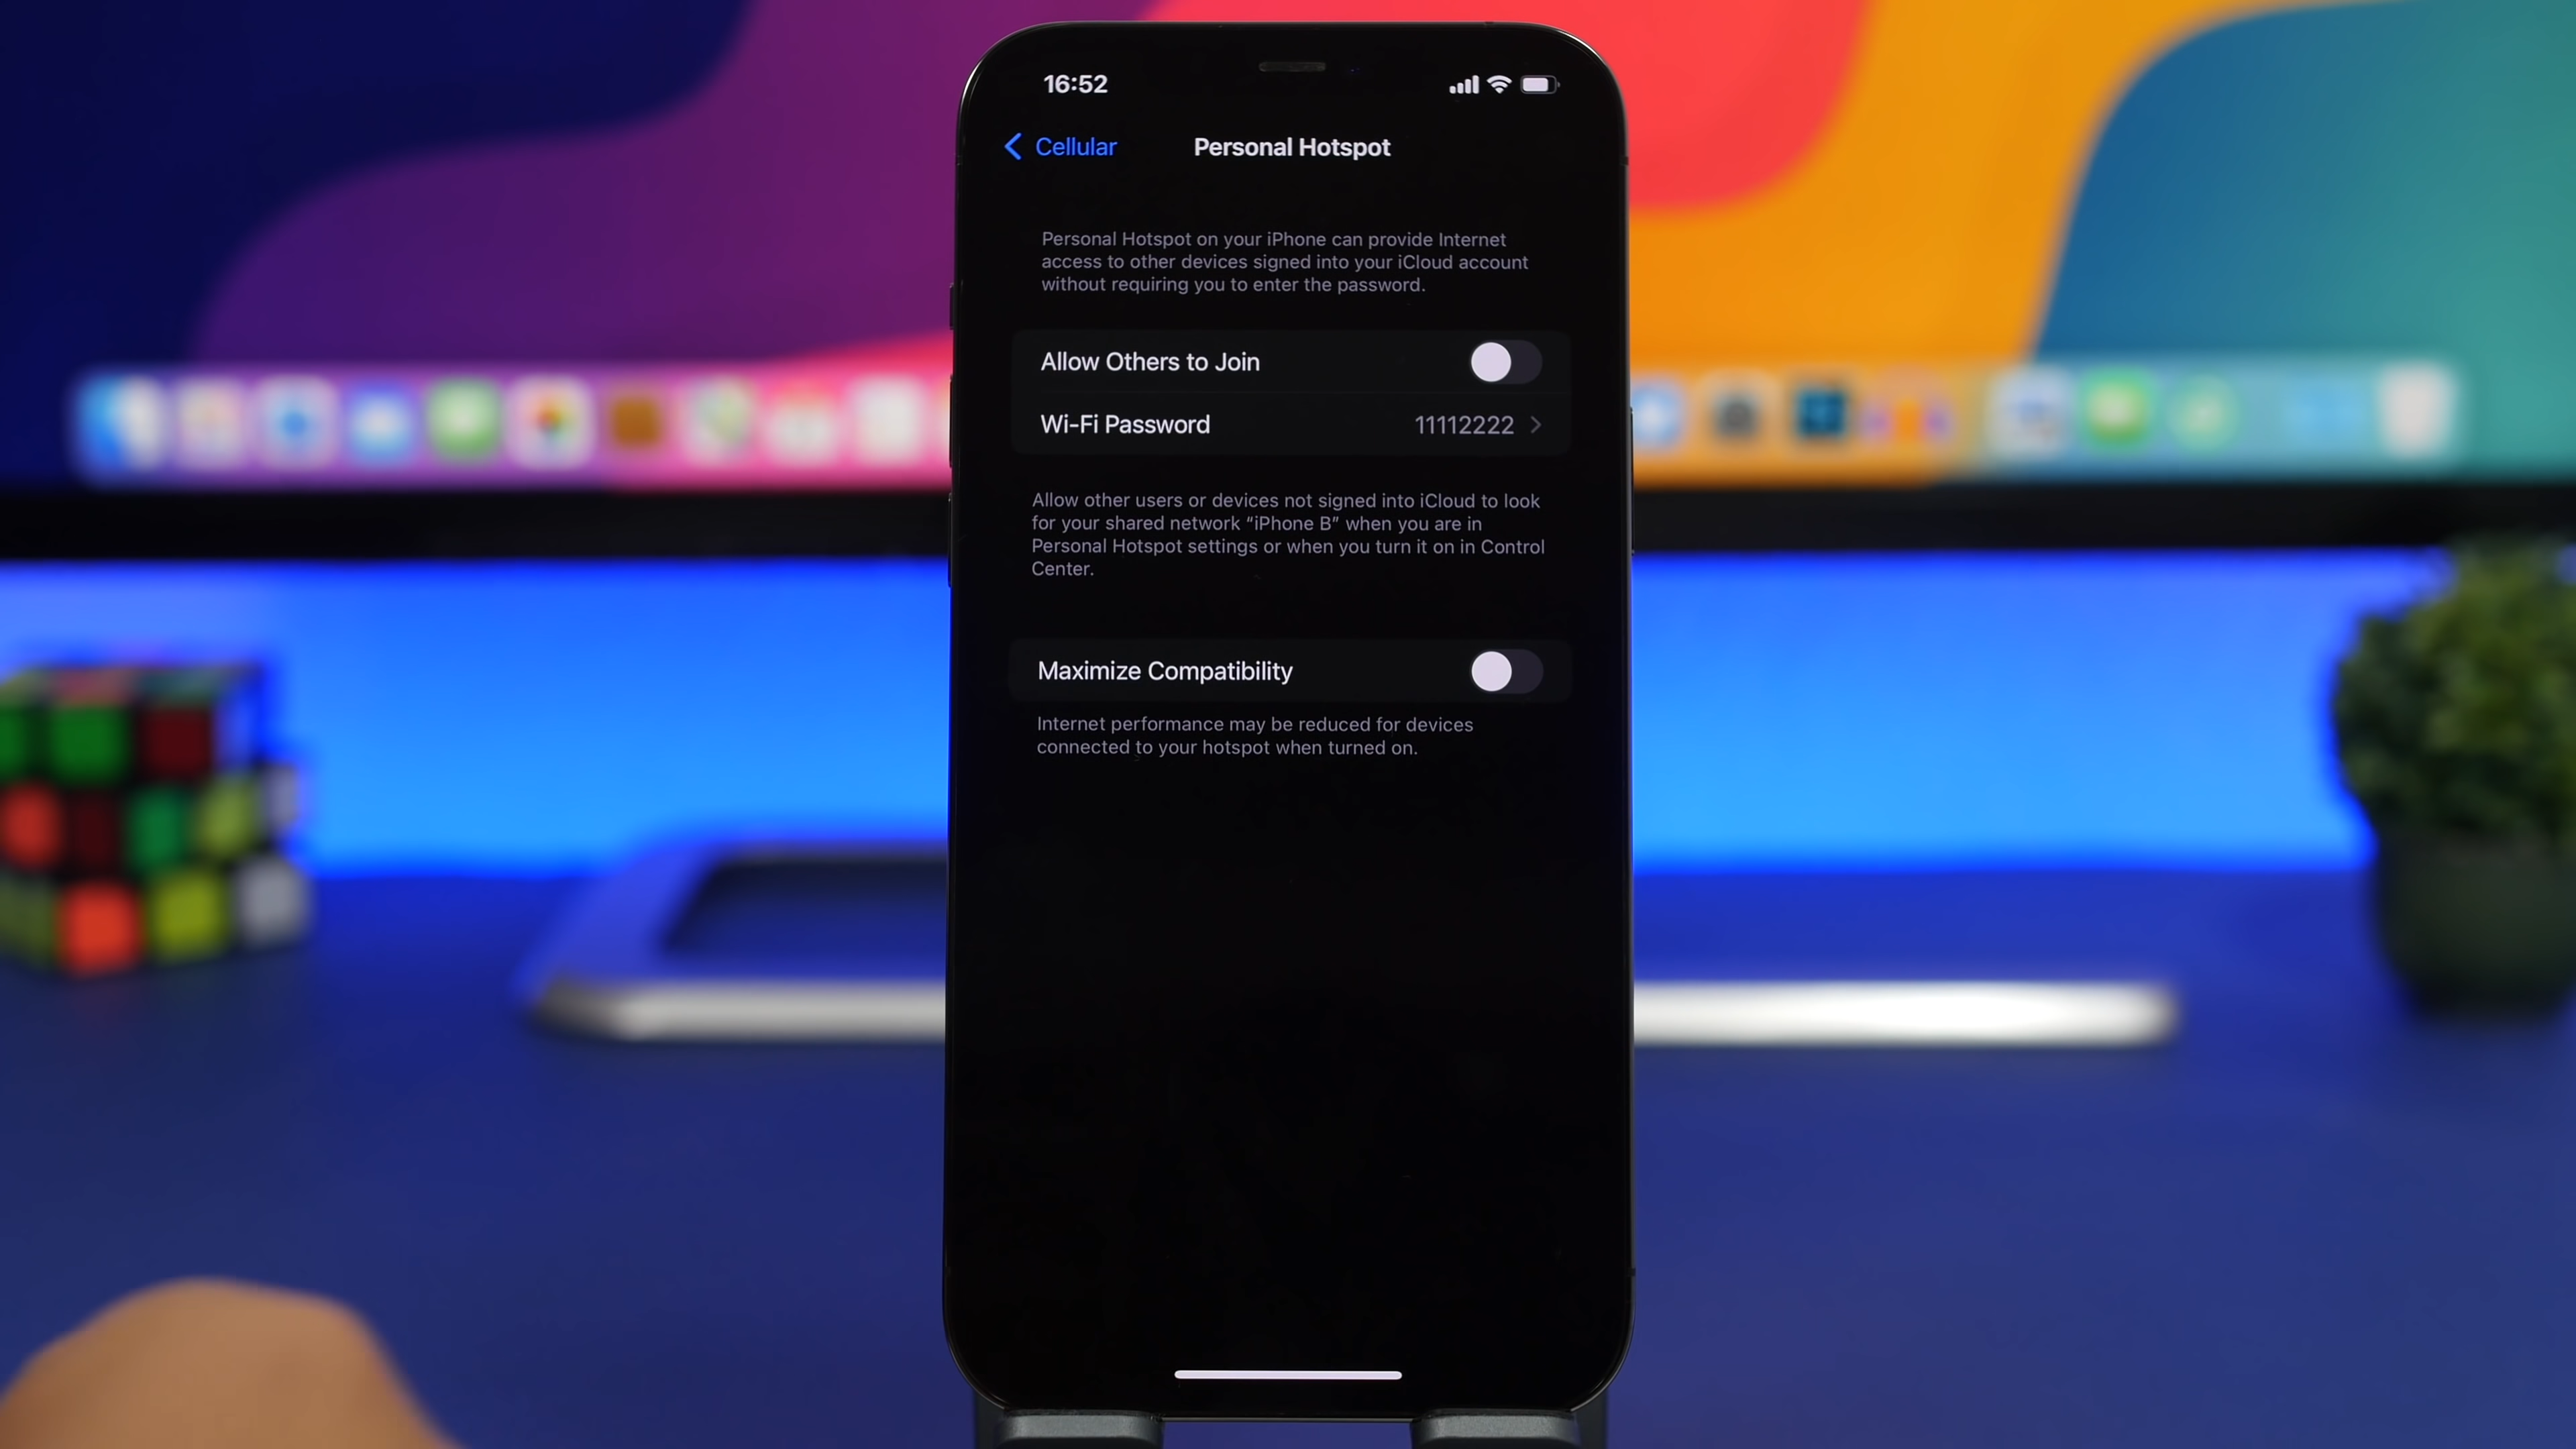 16:52
Cellular
Personal Hotspot
Personal Hotspot on your iPhone can provide Internet
access to other devices signed into your iCloud account
without requiring you to enter the password.
Allow Others to Join
Wi-Fi Password 11112222
Allow other users or devices not signed into iCloud to look
for your shared network “iPhone B” when you are in
Personal Hotspot settings or when you turn it on in Control
Center.
Maximize Compatibility
Internet performance may be reduced for devices
connected to your hotspot when turned on.